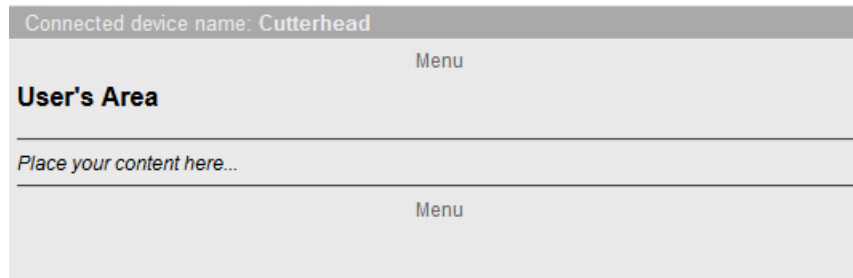 Connected device name: Cutterhead
Menu
User's Area
Place your content here...
Menu